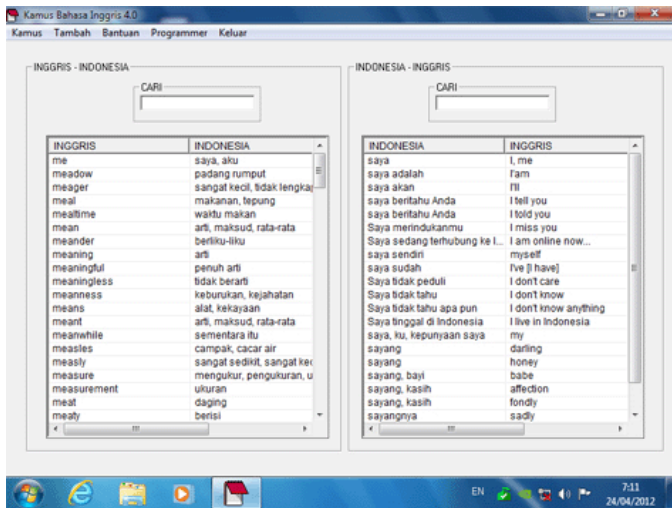 Kamus Bahasa Inggris 4.0
Kamus Tambah Bantuan Programmer Keluar
INGGRIS - INDONESIA
CARI
INGGRIS INDONESIA
me saya, aku
meadow padang rumput
meager sangat kecil, tidak lengkap
meal makanan, tepung
mealtime waktu makan
mean arti, maksud, rata-rata
meander berliku-liku
meaning arti
meaningful penuh arti
meaningless tidak berarti
meanness keburukan, kejahatan
means alat, kekayaan
meant arti, maksud, rata-rata
meanwhile sementara itu
measles campak, cacar air
measly sangat sedikit, sangat kec
measure mengukur, pengukuran, u
measurement ukuran
meat daging
meaty berisi
INDONESIA - INGGRIS
CARI
INDONESIA INGGRIS
saya I, me
saya adalah I'am
saya akan I'll
saya beritahu Anda I tell you
saya beritahu Anda I told you
Saya merindukanmu I miss you
Saya sedang terhubung ke I... I am online now...
saya sendiri myself
saya sudah I've [I have]
Saya tidak peduli I don't care
Saya tidak tahu I don't know
Saya tidak tahu apa pun I don't know anything
Saya tinggal di Indonesia I live in Indonesia
saya, ku, kepunyaan saya my
sayang darling
sayang honey
sayang, bayi babe
sayang, kasih affection
sayang, kasih fondly
sayangnya sadly
EN
7:11
24/04/2012